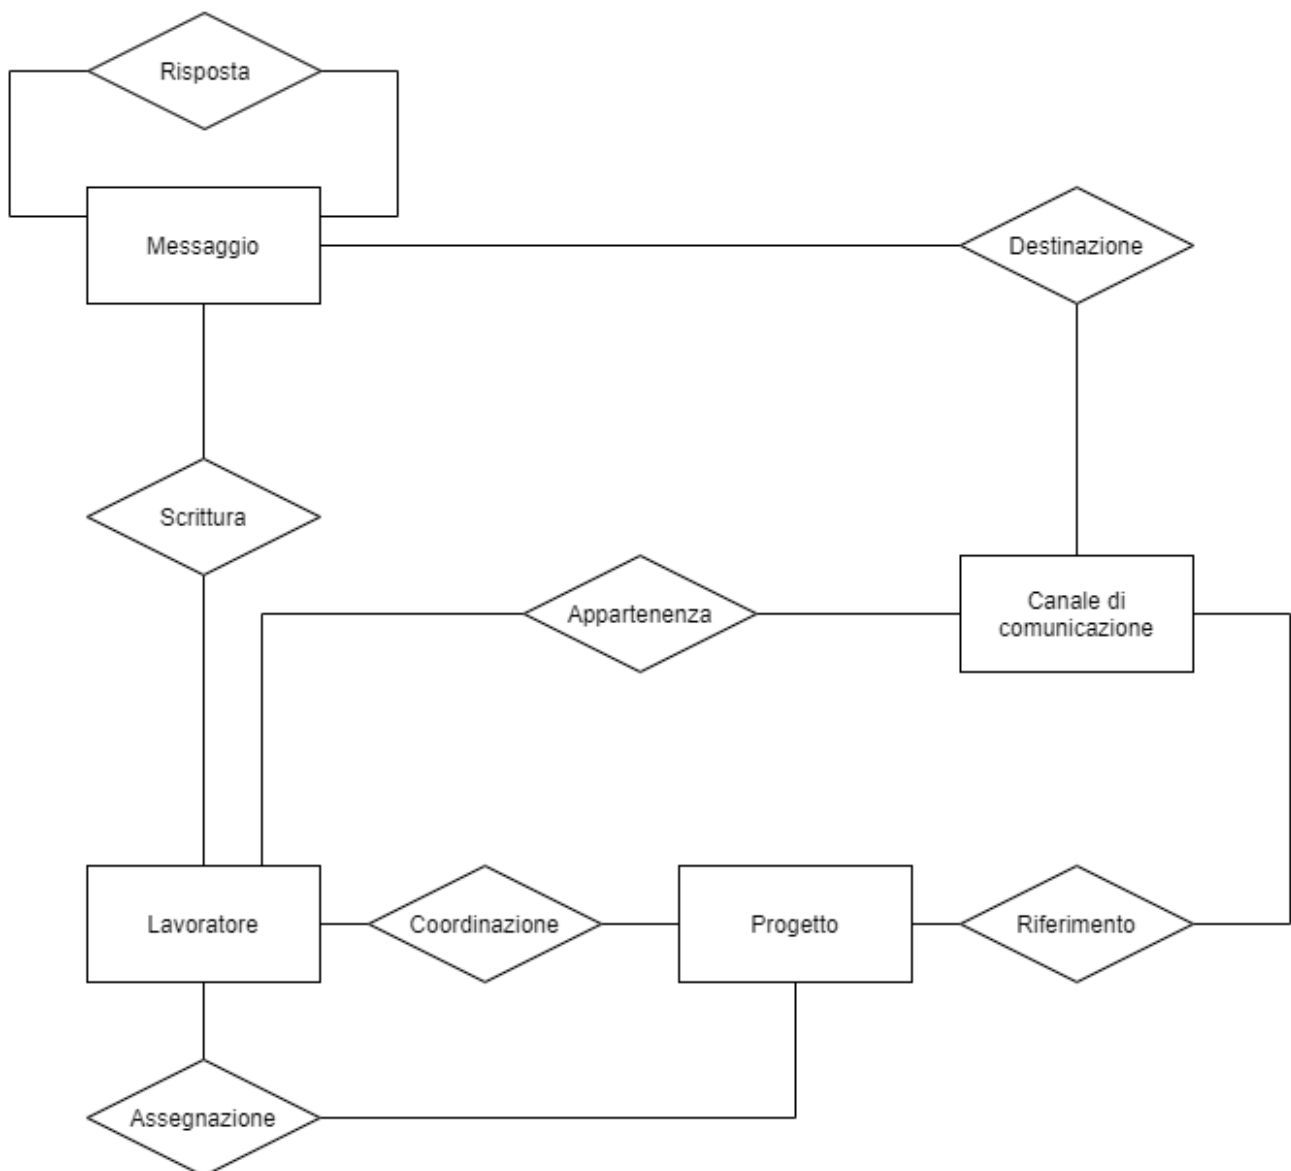 Risposta
Messaggio
Destinazione
Scrittura
Appartenenza
Canale di
comunicazione
Lavoratore
Coordinazione
Progetto
Riferimento
Assegnazione